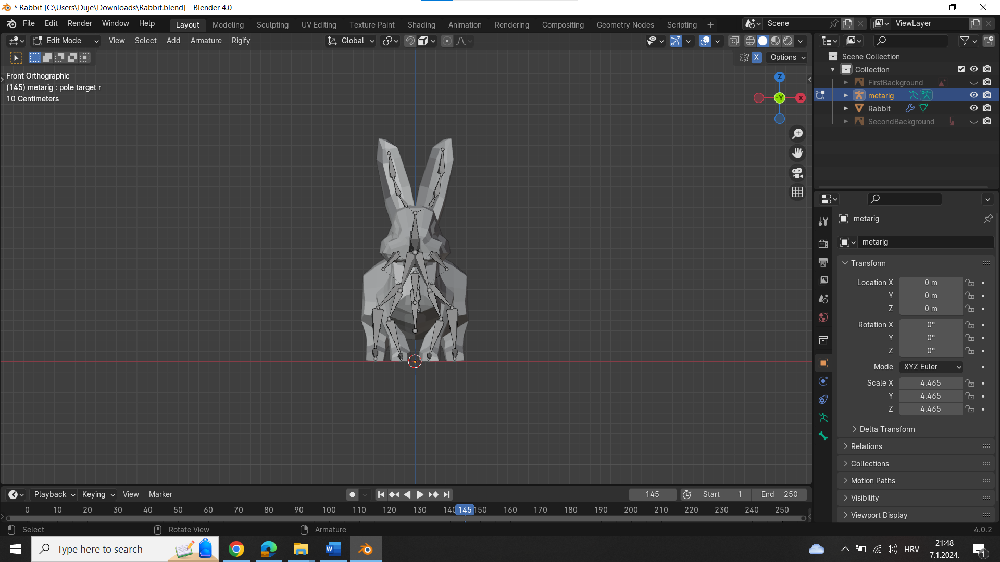 * Rabbit [C:\Users\Duje\Downloads\Rabbit.blend] - Blender 4.0
File Edit Render Window Help Layout Modeling Sculpting UV Editing Texture Paint Shading Animation Rendering Compositing Geometry Nodes Scripting + Scene ViewLayer
Edit Mode View Select Add Armature Rigify Global
X Options
Front Orthographic
(145) metarig : pole target r
10 Centimeters
Z
-Y
X
Scene Collection
Collection
FirstBackground
metarig
Rabbit
SecondBackground
metarig
metarig
Transform
Location X 0 m
Y 0 m
Z 0 m
Rotation X 0°
Y 0°
Z 0°
Mode XYZ Euler
Scale X 4.465
Y 4.465
Z 4.465
Delta Transform
Relations
Collections
Motion Paths
Visibility
Viewport Display
Playback Keying View Marker 145 Start 1 End 250
0 10 20 30 40 50 60 70 80 90 100 110 120 130 140 145 150 160 170 180 190 200 210 220 230 240 250
Select Rotate View Armature 4.0.2
Type here to search
HRV
21:48
7.1.2024.
1